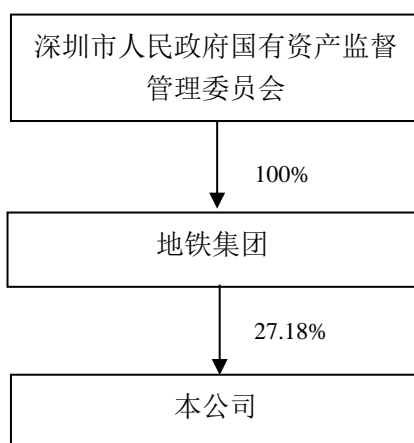 深圳市人民政府国有资产监督
管理委员会
100%
地铁集团
27.18%
本公司